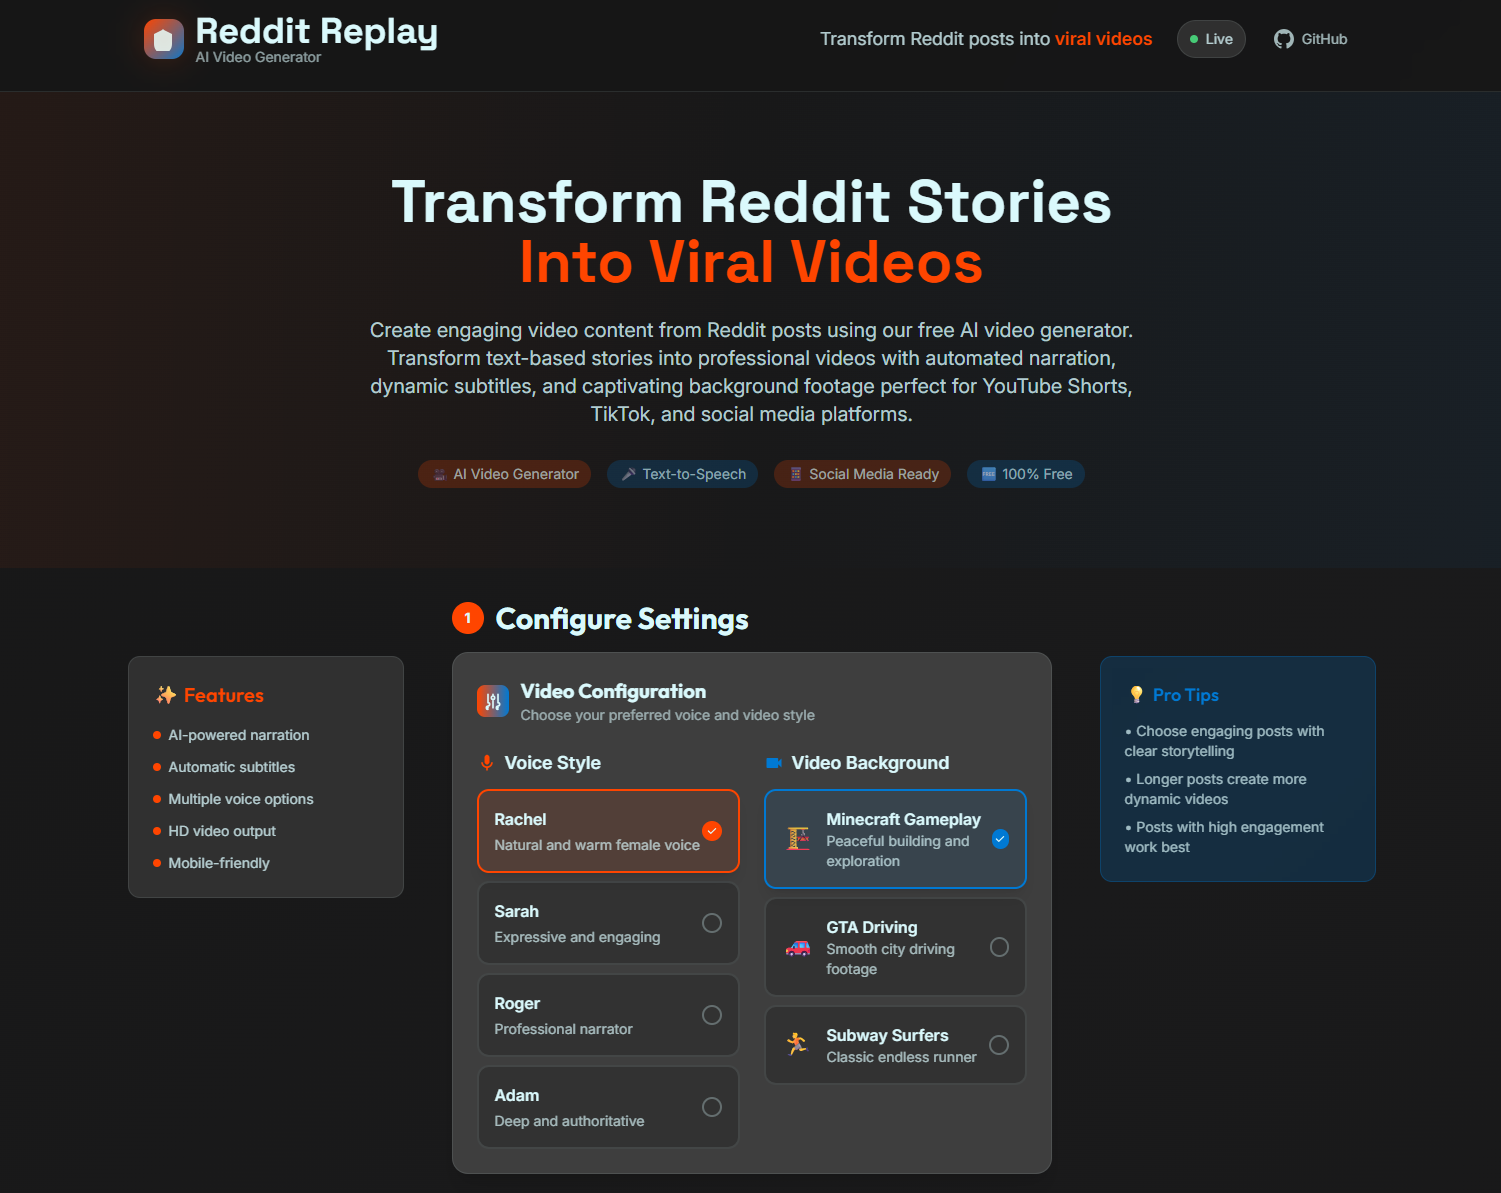 Reddit Replay
AI Video Generator
Transform Reddit posts into viral videos
Live
GitHub
Transform Reddit Stories
Into Viral Videos
Create engaging video content from Reddit posts using our free AI video generator.
Transform text-based stories into professional videos with automated narration,
dynamic subtitles, and captivating background footage perfect for YouTube Shorts,
TikTok, and social media platforms.
AI Video Generator
Text-to-Speech
Social Media Ready
FREE 100% Free
1 Configure Settings
✨ Features
AI-powered narration
Automatic subtitles
Multiple voice options
HD video output
Mobile-friendly
Video Configuration
Choose your preferred voice and video style
Voice Style
Rachel
Natural and warm female voice
Sarah
Expressive and engaging
Roger
Professional narrator
Adam
Deep and authoritative
Video Background
Minecraft Gameplay
Peaceful building and
exploration
GTA Driving
Smooth city driving
footage
Subway Surfers
Classic endless runner
💡 Pro Tips
• Choose engaging posts with
clear storytelling
• Longer posts create more
dynamic videos
• Posts with high engagement
work best